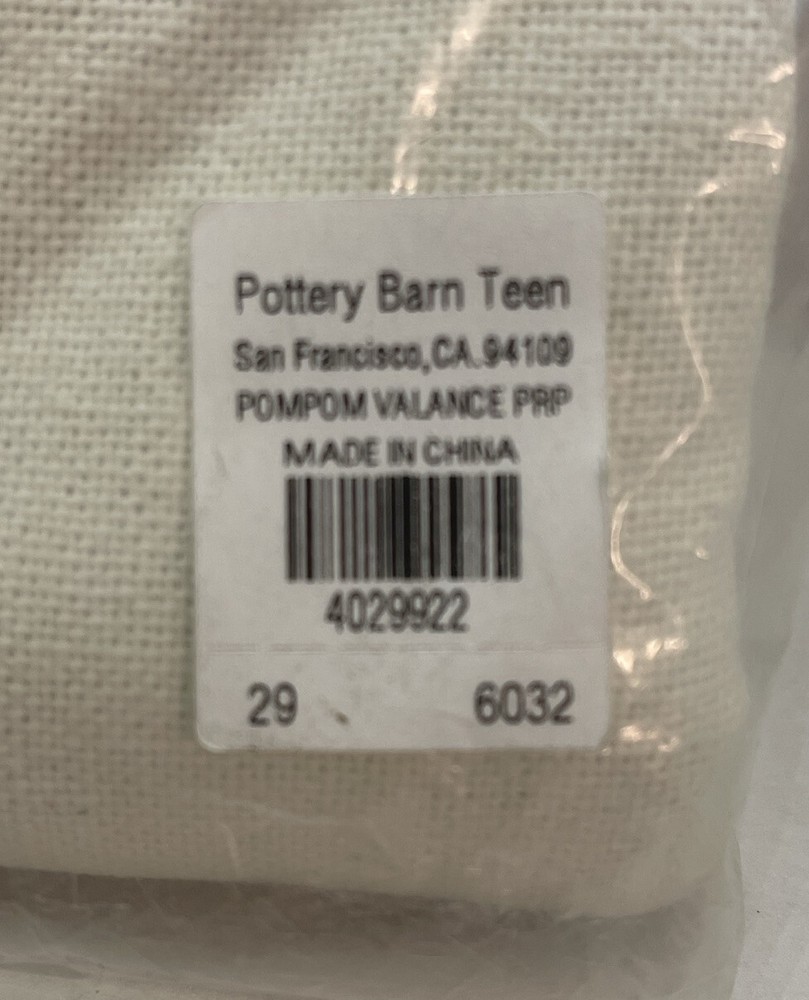 Pottery Barn Teen
San Francisco,CA.94109
POMPOM VALANCE PRP
MADE IN CHINA
4029922
29 6032